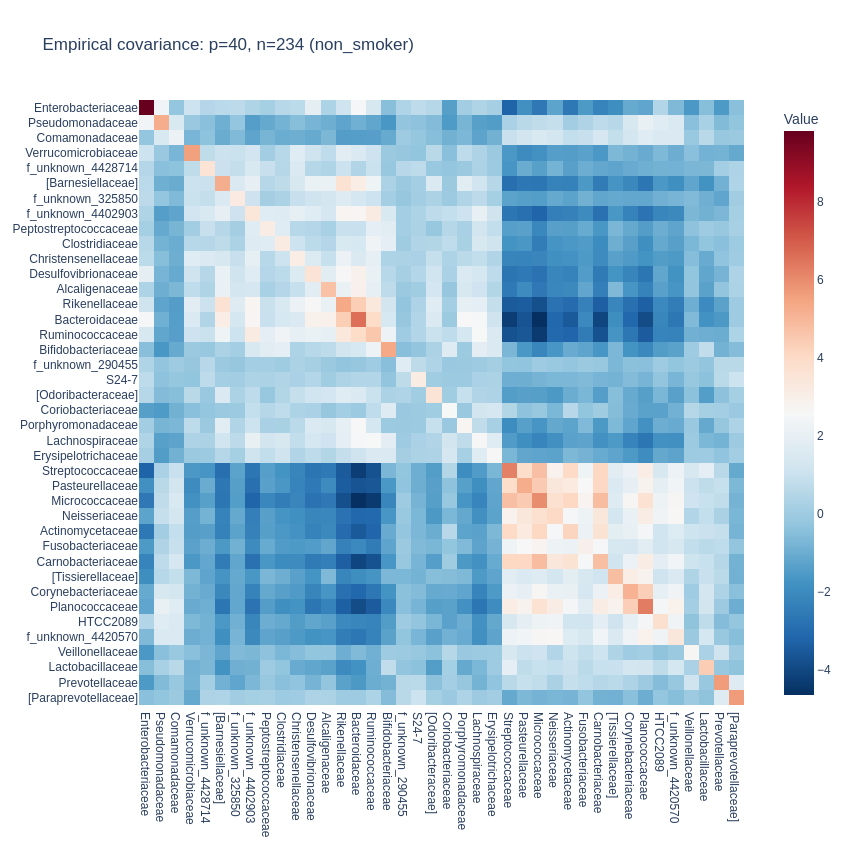 Empirical covariance: p=40, n=234 (non_smoker)
Value
Enterobacteriaceae
Pseudomonadaceae
Comamonadaceae
Verrucomicrobiaceae
f_unknown_4428714
[Barnesiellaceae]
f_unknown_325850
f_unknown_4402903
Peptostreptococcaceae
Clostridiaceae
Christensenellaceae
Desulfovibrionaceae
Alcaligenaceae
Rikenellaceae
Bacteroidaceae
Ruminococcaceae
Bifidobacteriaceae
f_unknown_290455
S24-7
[Odoribacteraceae]
Coriobacteriaceae
Porphyromonadaceae
Lachnospiraceae
Erysipelotrichaceae
Streptococcaceae
Pasteurellaceae
Micrococcaceae
Neisseriaceae
Actinomycetaceae
Fusobacteriaceae
Carnobacteriaceae
[Tissierellaceae]
Corynebacteriaceae
Planococcaceae
HTCC2089
f_unknown_4420570
Veillonellaceae
Lactobacillaceae
Prevotellaceae
[Paraprevotellaceae]
8
6
4
2
0
−2
−4
Enterobacteriaceae
Pseudomonadaceae
Comamonadaceae
Verrucomicrobiaceae
f_unknown_4428714
[Barnesiellaceae]
f_unknown_325850
f_unknown_4402903
Peptostreptococcaceae
Clostridiaceae
Christensenellaceae
Desulfovibrionaceae
Alcaligenaceae
Rikenellaceae
Bacteroidaceae
Ruminococcaceae
Bifidobacteriaceae
f_unknown_290455
S24-7
[Odoribacteraceae]
Coriobacteriaceae
Porphyromonadaceae
Lachnospiraceae
Erysipelotrichaceae
Streptococcaceae
Pasteurellaceae
Micrococcaceae
Neisseriaceae
Actinomycetaceae
Fusobacteriaceae
Carnobacteriaceae
[Tissierellaceae]
Corynebacteriaceae
Planococcaceae
HTCC2089
f_unknown_4420570
Veillonellaceae
Lactobacillaceae
Prevotellaceae
[Paraprevotellaceae]